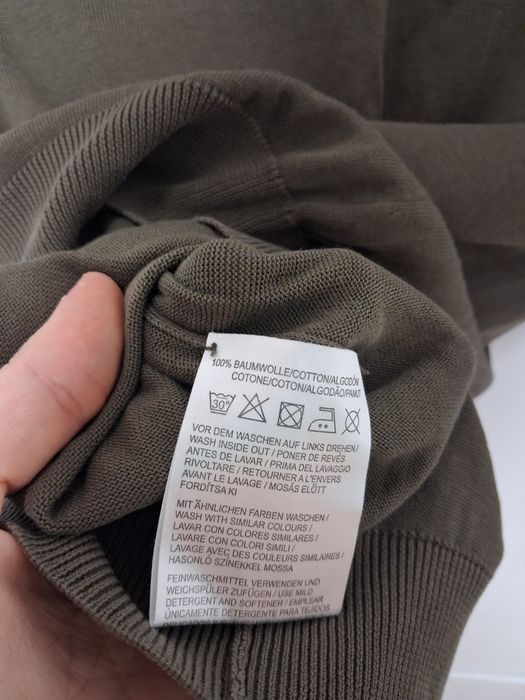 100% BAUMWOLLE/COTTON/ALGODÓN
COTONE/COTON/ALGODÃO/PAMUT
30°
VOR DEM WASCHEN AUF LINKS DREHEN/
WASH INSIDE OUT / PONER DE REVÉS
ANTES DE LAVAR / PRIMA DEL LAVAGGIO
RIVOLTARE / RETOURNER À L'ENVERS
AVANT LE LAVAGE / MOSÁS ELŐTT
FORDÍTSA KI
MIT ÄHNLICHEN FARBEN WASCHEN /
WASH WITH SIMILAR COLOURS /
LAVAR CON COLORES SIMILARES /
LAVARE CON COLORI SIMILI /
LAVAGE AVEC DES COULEURS SIMILAIRES /
HASONLÓ SZÍNEKKEL MOSSA
FEINWASCHMITTEL VERWENDEN UND
WEICHSPÜLER ZUFÜGEN / USE MILD
DETERGENT AND SOFTENER / EMPLEAR
ÚNICAMENTE DETERGENTE PARA TEJIDOS